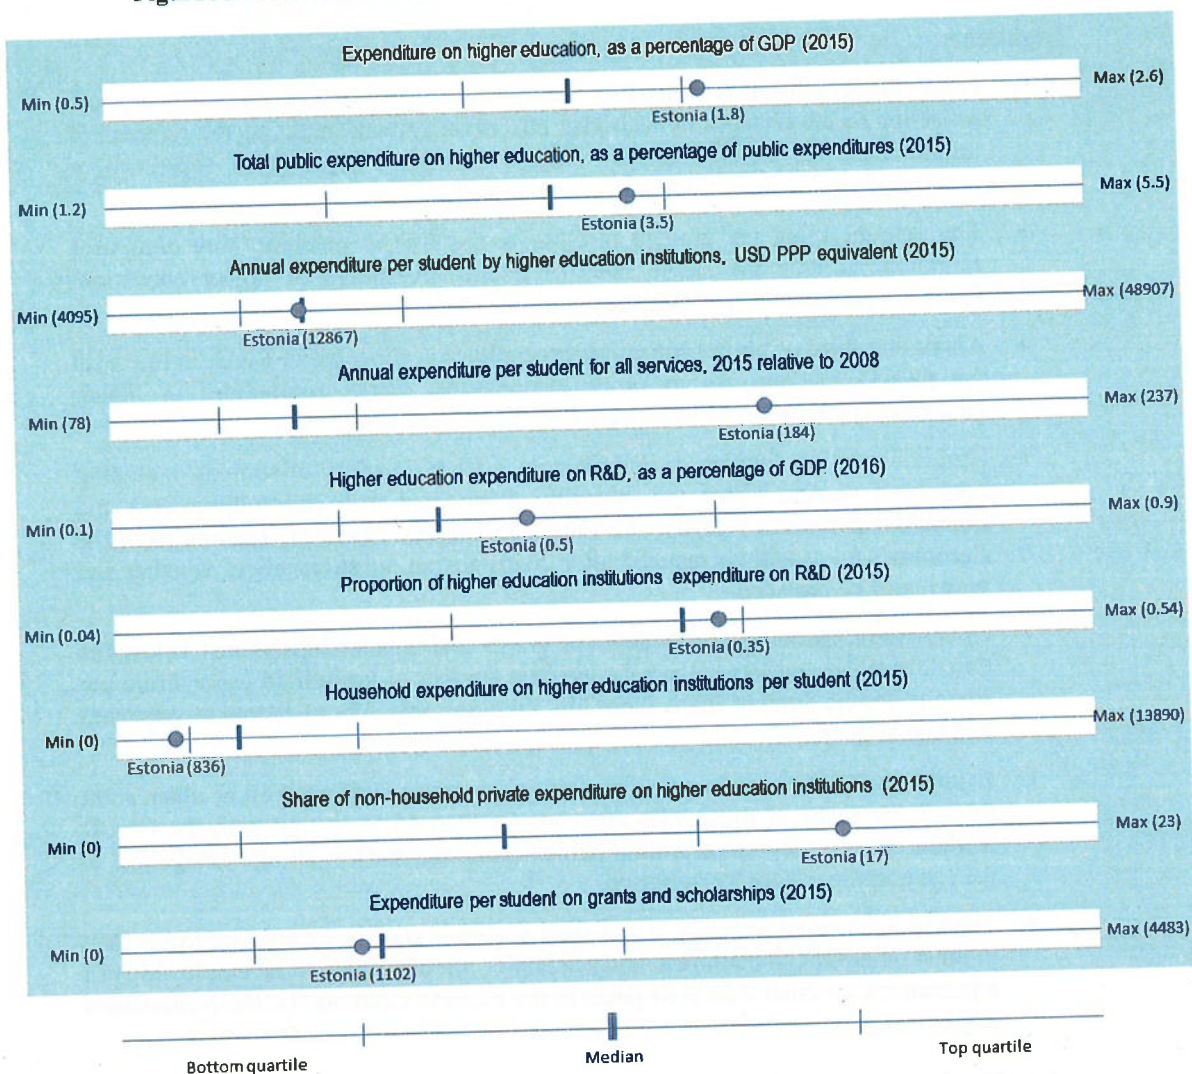 Expenditure on higher education, as a percentage of GDP (2015)
Min (0.5)
Max (2.6)
Estonia (1.8)
Total public expenditure on higher education, as a percentage of public expenditures (2015)
Min (1.2)
Max (5.5)
Estonia (3.5)
Annual expenditure per student by higher education institutions, USD PPP equivalent (2015)
Min (4095)
Max (48907)
Estonia (12867)
Annual expenditure per student for all services, 2015 relative to 2008
Min (78)
Max (237)
Estonia (184)
Higher education expenditure on R&D, as a percentage of GDP (2016)
Min (0.1)
Max (0.9)
Estonia (0.5)
Proportion of higher education institutions expenditure on R&D (2015)
Min (0.04)
Max (0.54)
Estonia (0.35)
Household expenditure on higher education institutions per student (2015)
Min (0)
Max (13890)
Estonia (836)
Share of non-household private expenditure on higher education institutions (2015)
Min (0)
Max (23)
Estonia (17)
Expenditure per student on grants and scholarships (2015)
Min (0)
Max (4483)
Estonia (1102)
Bottom quartile
Median
Top quartile